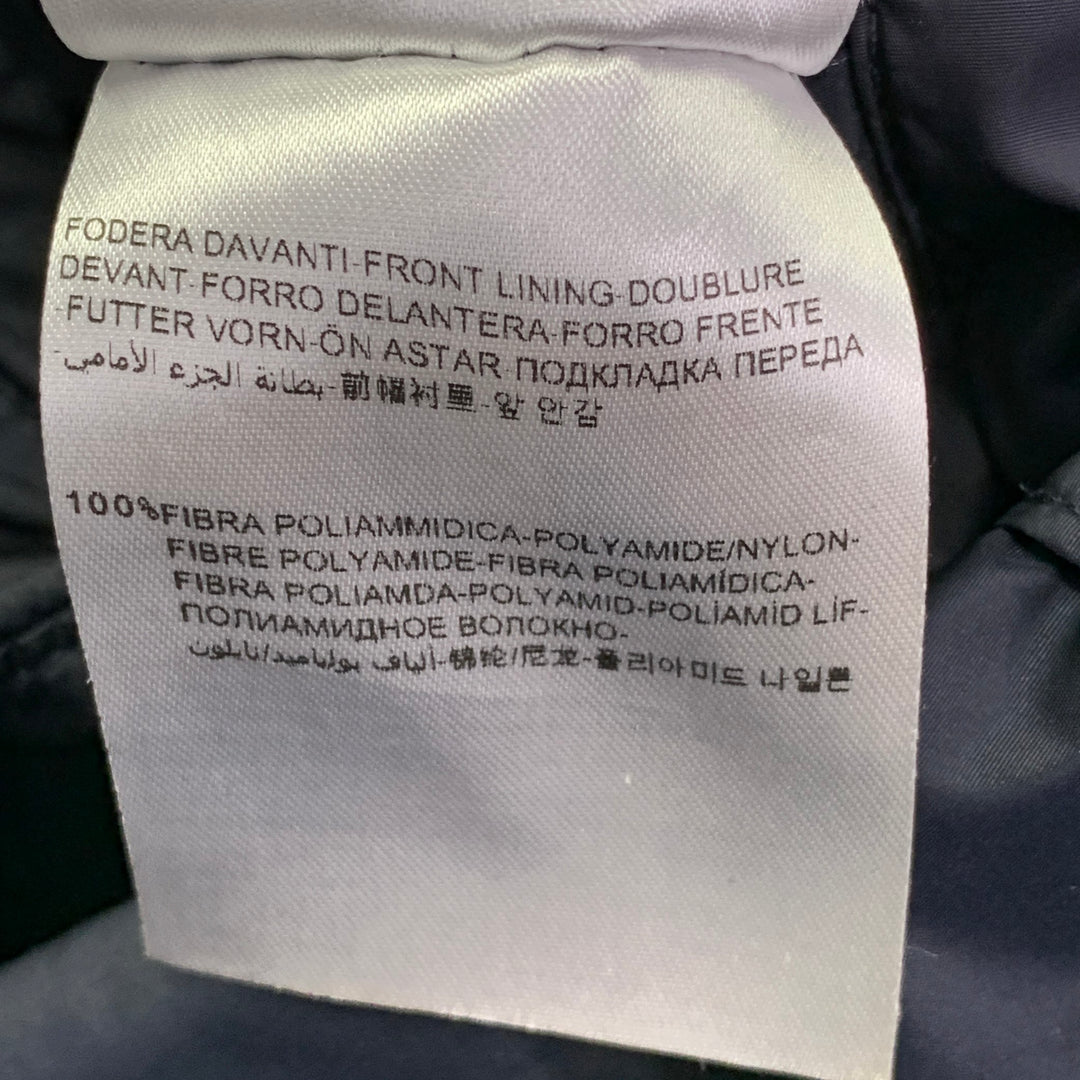 FODERA DAVANTI-FRONT LINING-DOUBLURE
DEVANT-FORRO DELANTERA-FORRO FRENTE
-FUTTER VORN-ÖN ASTAR-ПОДКЛАДКА ПЕРЕДА
-بطانة الجزء الأمامي-前幅衬里-앞 안감
100%FIBRA POLIAMMIDICA-POLYAMIDE/NYLON-
FIBRE POLYAMIDE-FIBRA POLIAMÍDICA-
FIBRA POLIAMDA-POLYAMID-POLİAMİD LİF-
ПОЛИАМИДНОЕ ВОЛОКНО-
ألياف بولياميد/نايلون-锦纶/尼龙-폴리아미드 나일론